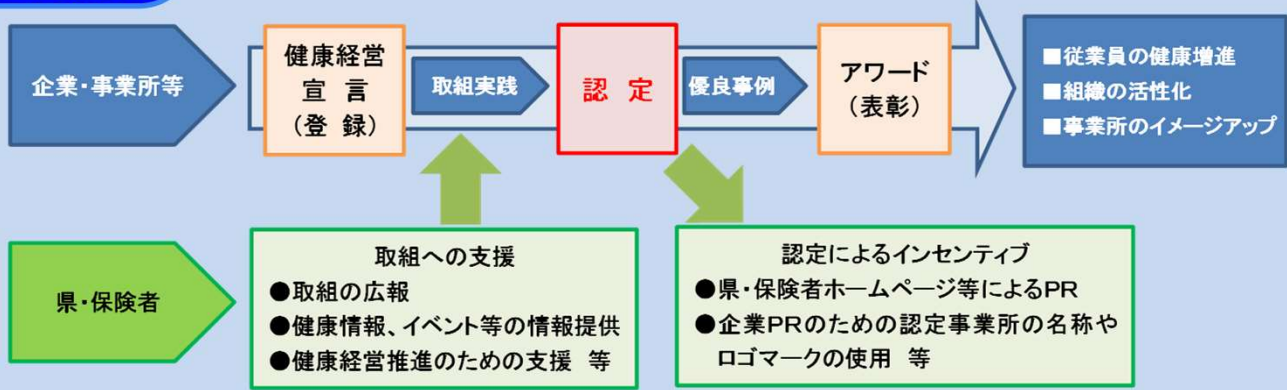 企業・事業所等
健康経営
宣 言
(登 録)
取組実践
認 定
優良事例
アワード
(表彰)
■従業員の健康増進
■組織の活性化
■事業所のイメージアップ
県・保険者
取組への支援
●取組の広報
●健康情報、イベント等の情報提供
●健康経営推進のための支援 等
認定によるインセンティブ
●県・保険者ホームページ等によるPR
●企業PRのための認定事業所の名称や
ロゴマークの使用 等